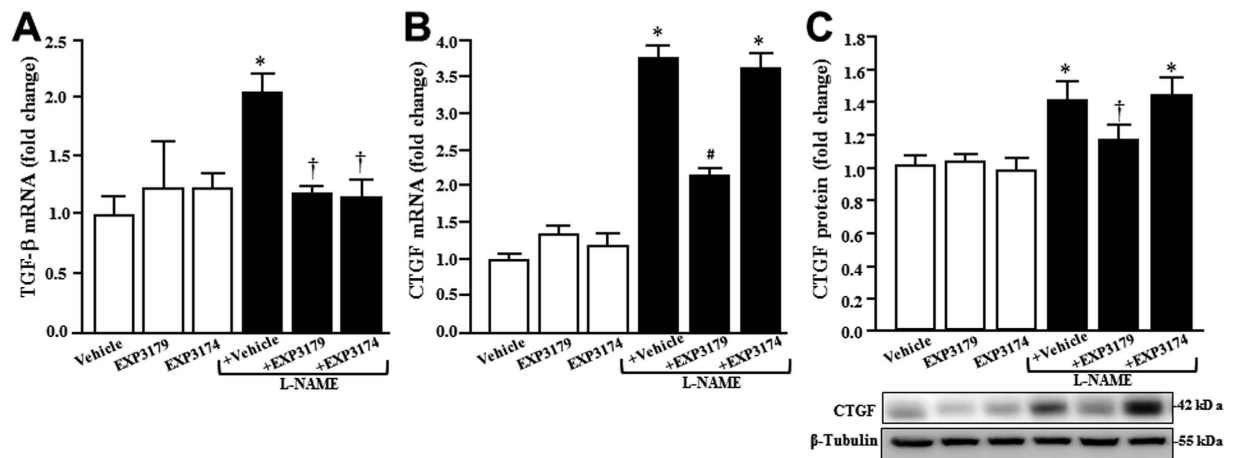 A
TGF-β mRNA (fold change)
2.5
2.0
1.5
1.0
0.5
0.0
*
†
†
Vehicle
EXP3179
EXP3174
+Vehicle
+EXP3179
+EXP3174
L-NAME
B
CTGF mRNA (fold change)
4.0
3.5
3.0
2.5
2.0
1.5
1.0
0.5
0.0
*
#
*
Vehicle
EXP3179
EXP3174
+Vehicle
+EXP3179
+EXP3174
L-NAME
C
CTGF protein (fold change)
1.8
1.6
1.4
1.2
1.0
0.8
0.6
0.4
0.2
0.0
*
†
*
Vehicle
EXP3179
EXP3174
+Vehicle
+EXP3179
+EXP3174
L-NAME
CTGF
-42 kDa
β-Tubulin
-55 kDa